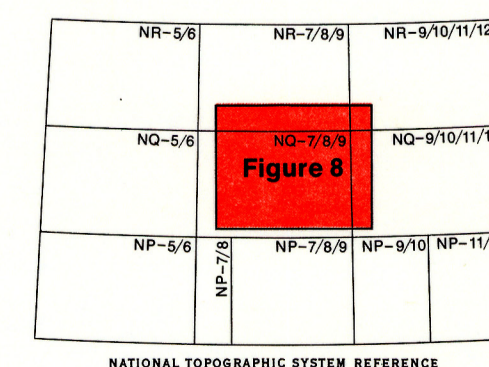 NR-5/6 NR-7/8/9 NR-9/10/11/12
NQ-5/6 NQ-7/8/9 NQ-9/10/11/1
Figure 8
NP-5/6 NP-7/8 NP-7/8/9 NP-9/10 NP-11/
NATIONAL TOPOGRAPHIC SYSTEM REFERENCE